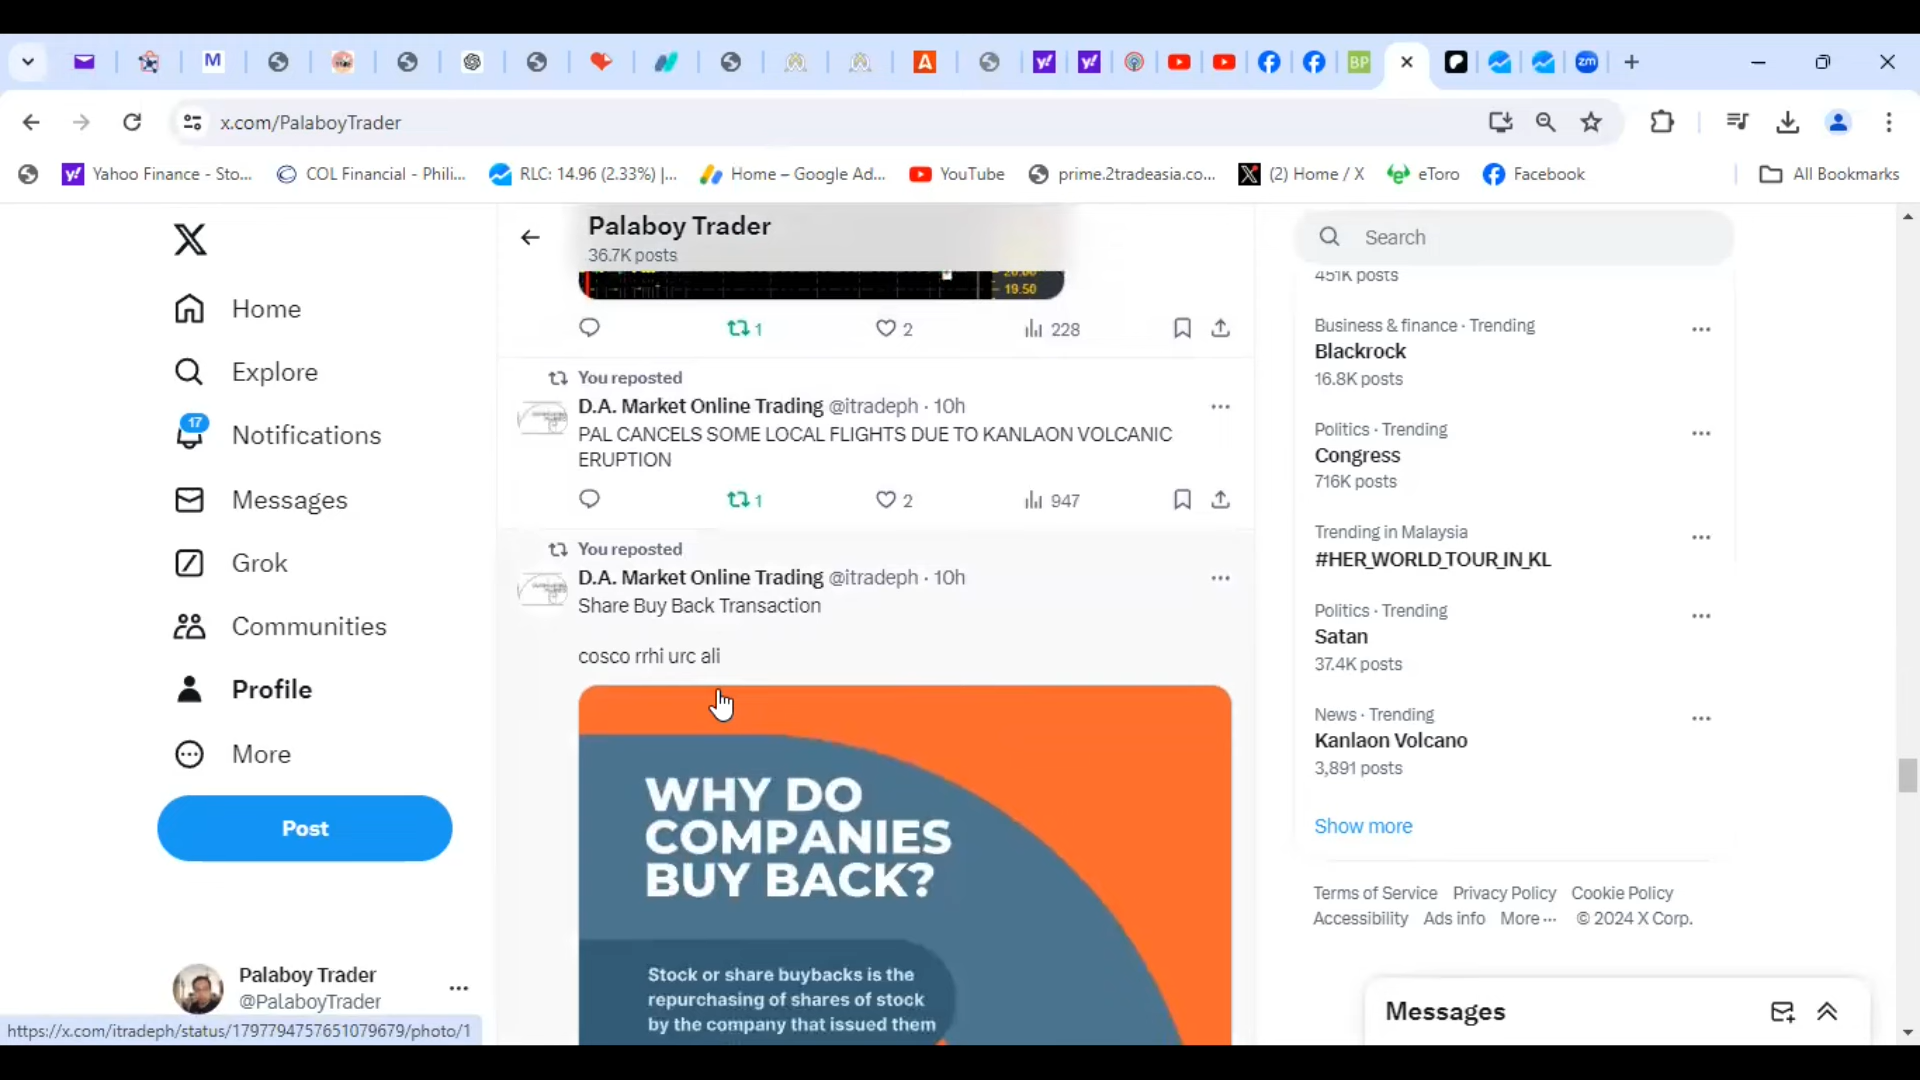 x.com/PalaboyTrader
Yahoo Finance - Sto...
COL Financial - Phili...
RLC: 14.96 (2.33%) |...
Home – Google Ad...
YouTube
prime.2tradeasia.co...
(2) Home / X
eToro
Facebook
All Bookmarks
Palaboy Trader
36.7K posts
Home
Explore
17
Notifications
Messages
Grok
Communities
Profile
More
Post
Palaboy Trader
@PalaboyTrader
https://x.com/itradeph/status/1797794757651079679/photo/1
20.00
19.50
1
2
228
You reposted
D.A. Market Online Trading @itradeph · 10h
PAL CANCELS SOME LOCAL FLIGHTS DUE TO KANLAON VOLCANIC
ERUPTION
1
2
947
You reposted
D.A. Market Online Trading @itradeph · 10h
Share Buy Back Transaction
cosco rrhi urc ali
WHY DO
COMPANIES
BUY BACK?
Stock or share buybacks is the
repurchasing of shares of stock
by the company that issued them
Search
451K posts
Business & finance · Trending
Blackrock
16.8K posts
Politics · Trending
Congress
716K posts
Trending in Malaysia
#HER_WORLD_TOUR_IN_KL
Politics · Trending
Satan
37.4K posts
News · Trending
Kanlaon Volcano
3,891 posts
Show more
Terms of Service Privacy Policy Cookie Policy
Accessibility Ads info More ··· © 2024 X Corp.
Messages